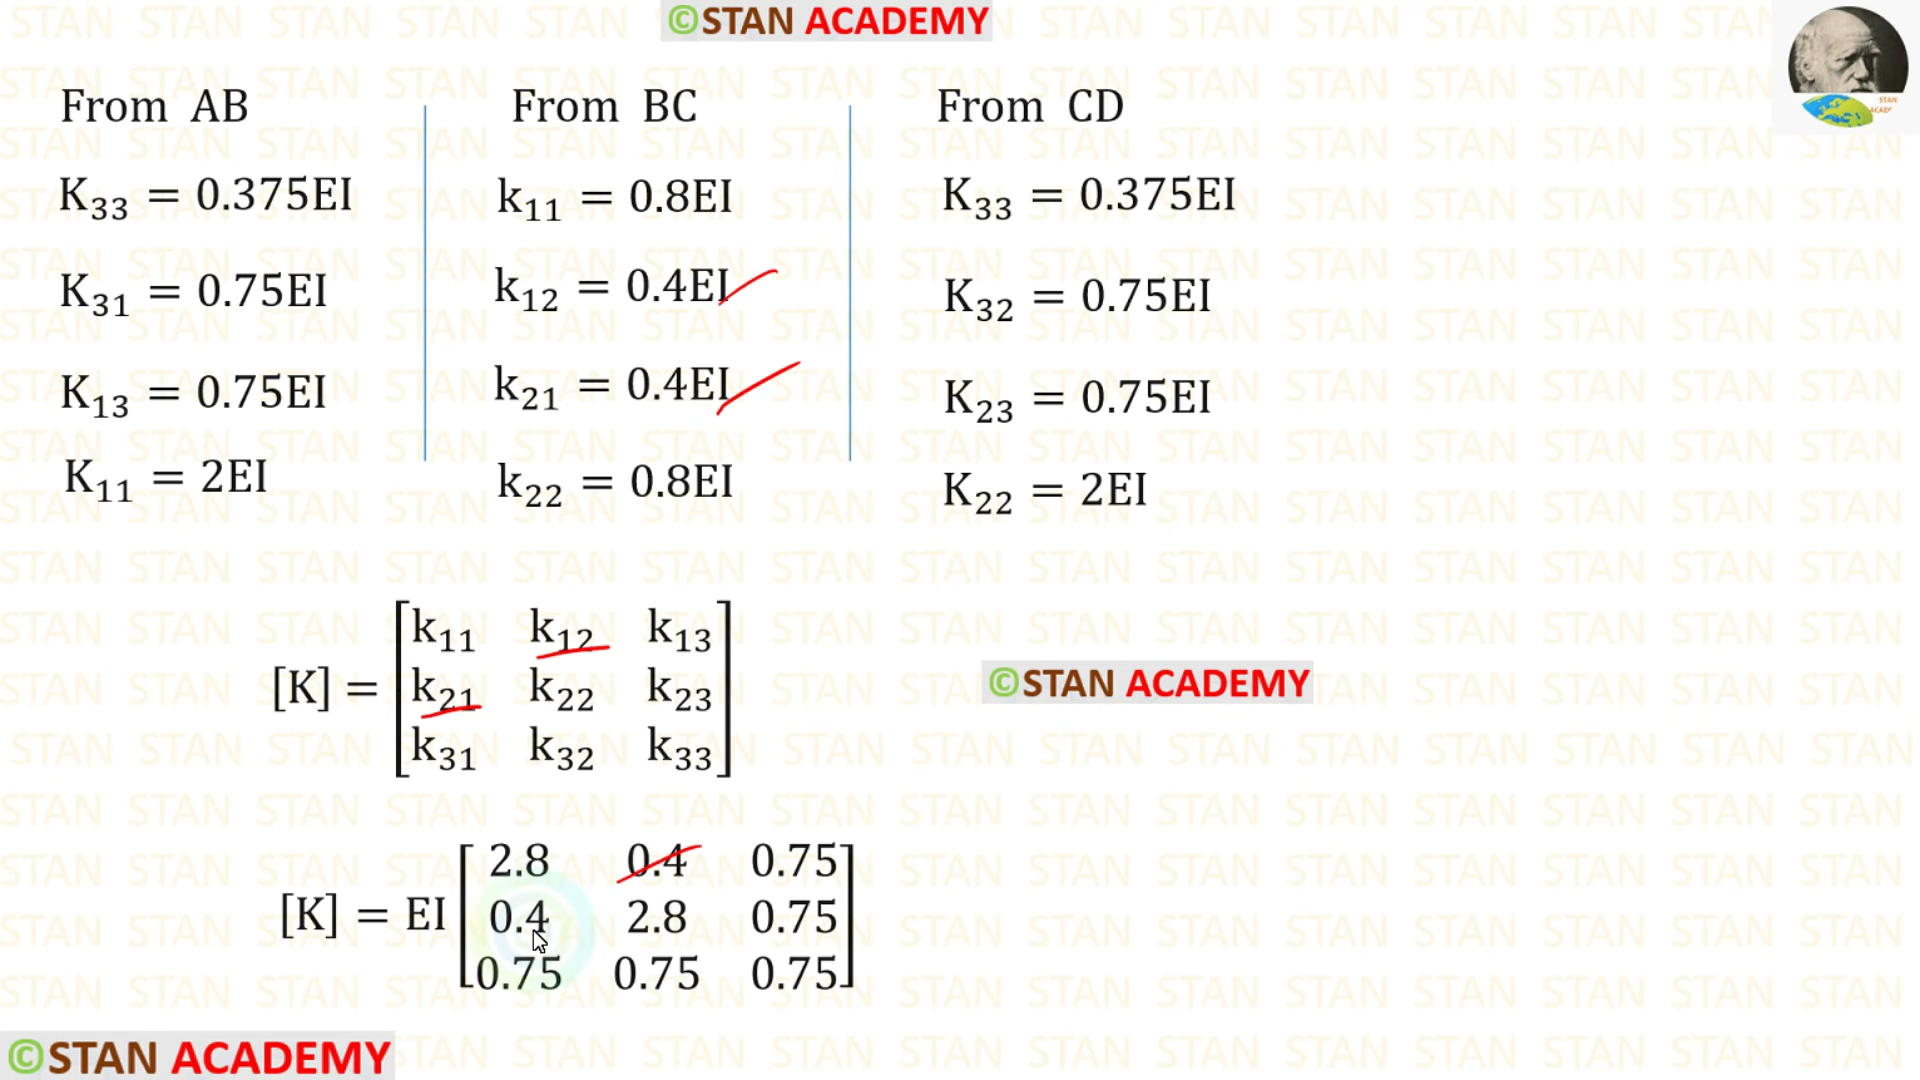 ©STAN ACADEMY
From AB
K33 = 0.375EI
K31 = 0.75EI
K13 = 0.75EI
K11 = 2EI
From BC
k11 = 0.8EI
k12 = 0.4EI
k21 = 0.4EI
k22 = 0.8EI
From CD
K33 = 0.375EI
K32 = 0.75EI
K23 = 0.75EI
K22 = 2EI
[K] = [k11 k12 k13
k21 k22 k23
k31 k32 k33]
©STAN ACADEMY
[K] = EI [2.8 0.4 0.75
0.4 2.8 0.75
0.75 0.75 0.75]
©STAN ACADEMY